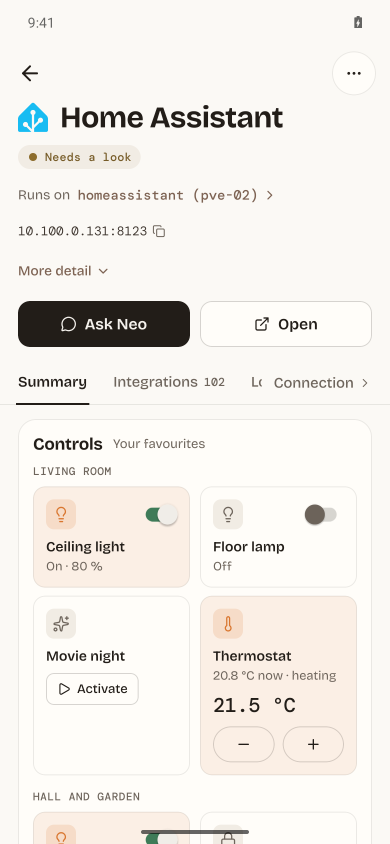 9:41
Home Assistant
Needs a look
Runs on homeassistant (pve-02)
10.100.0.131:8123
More detail
Ask Neo
Open
Summary Integrations 102 Connection
Controls Your favourites
LIVING ROOM
Ceiling light
On · 80 %
Floor lamp
Off
Movie night
Activate
Thermostat
20.8 °C now · heating
21.5 °C
− +
HALL AND GARDEN